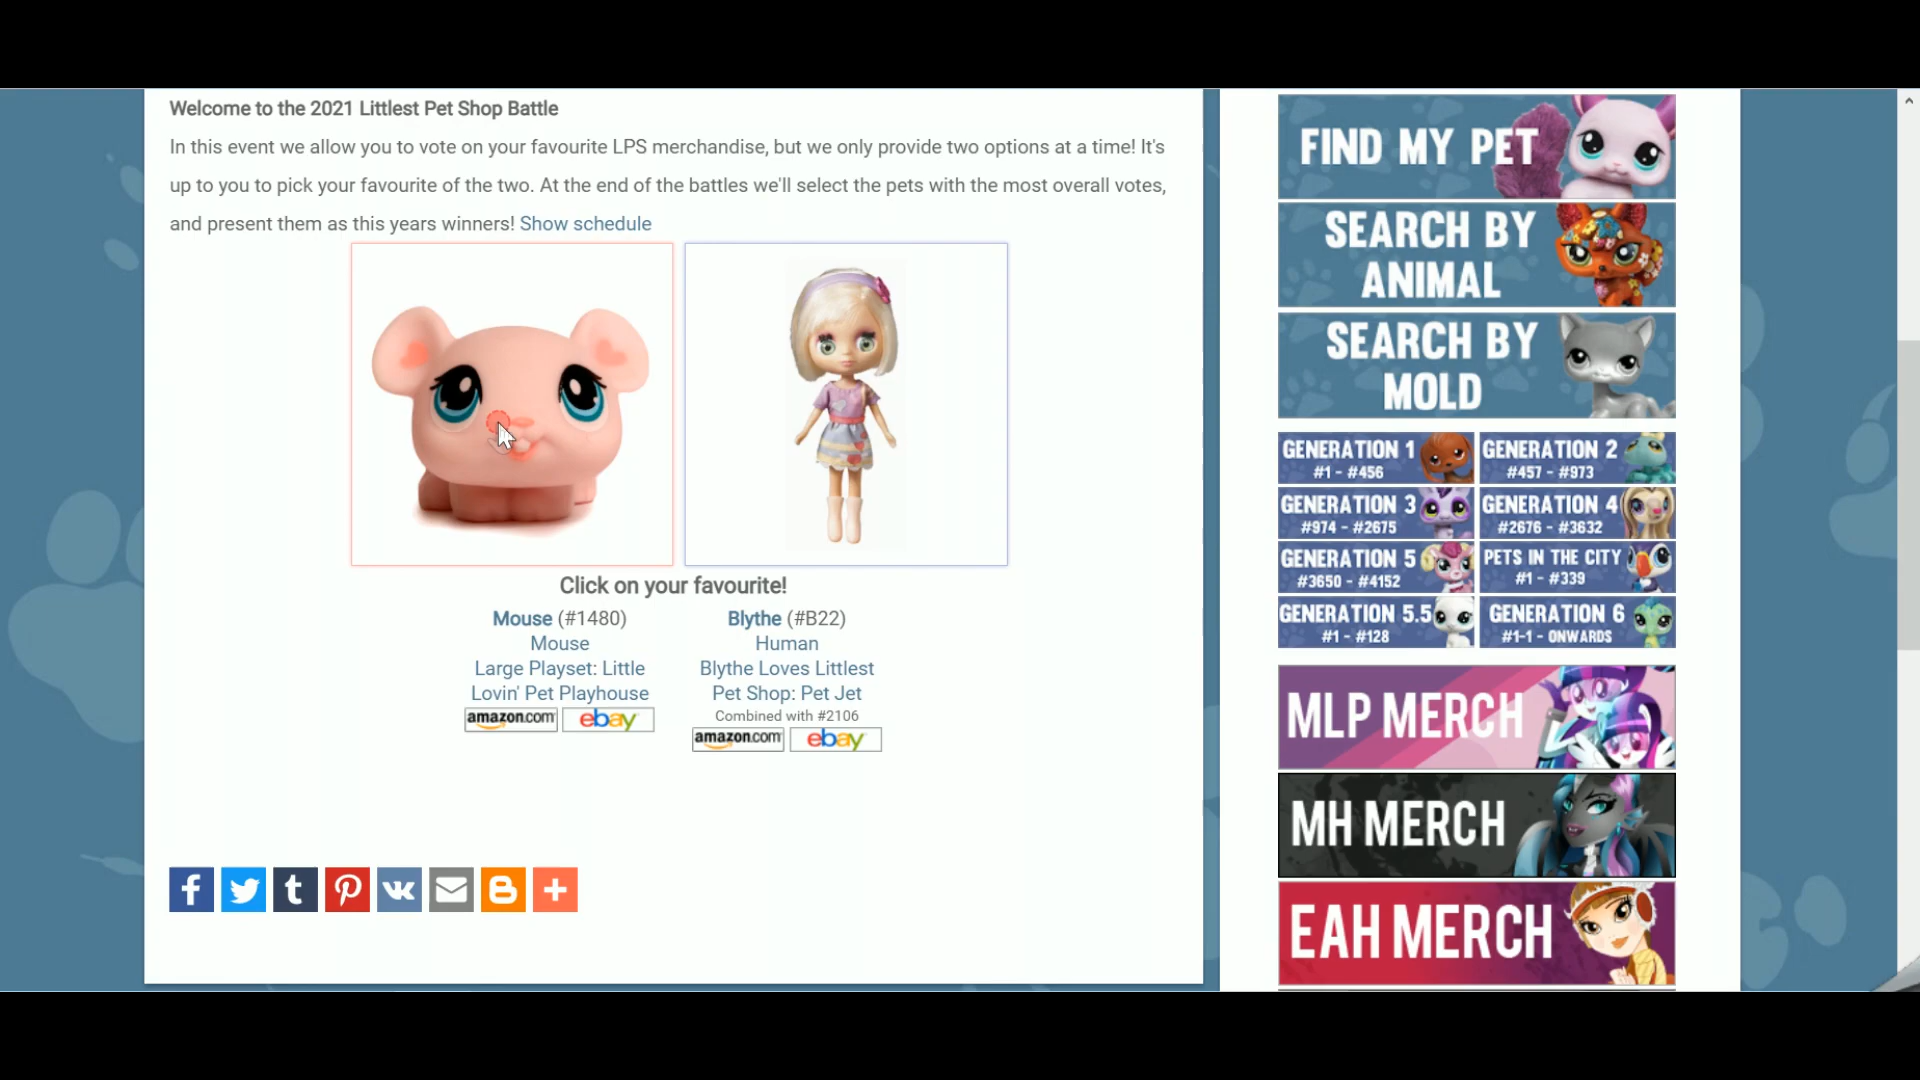 Welcome to the 2021 Littlest Pet Shop Battle
In this event we allow you to vote on your favourite LPS merchandise, but we only provide two options at a time! It's
up to you to pick your favourite of the two. At the end of the battles we'll select the pets with the most overall votes,
and present them as this years winners! Show schedule
Click on your favourite!
Mouse (#1480)
Mouse
Large Playset: Little
Lovin' Pet Playhouse
amazon.com ebay
Blythe (#B22)
Human
Blythe Loves Littlest
Pet Shop: Pet Jet
Combined with #2106
amazon.com ebay
FIND MY PET
SEARCH BY
ANIMAL
SEARCH BY
MOLD
GENERATION 1
#1 - #456
GENERATION 2
#457 - #973
GENERATION 3
#974 - #2675
GENERATION 4
#2676 - #3632
GENERATION 5
#3650 - #4152
PETS IN THE CITY
#1 - #339
GENERATION 5.5
#1 - #128
GENERATION 6
#1-1 - ONWARDS
MLP MERCH
MH MERCH
EAH MERCH